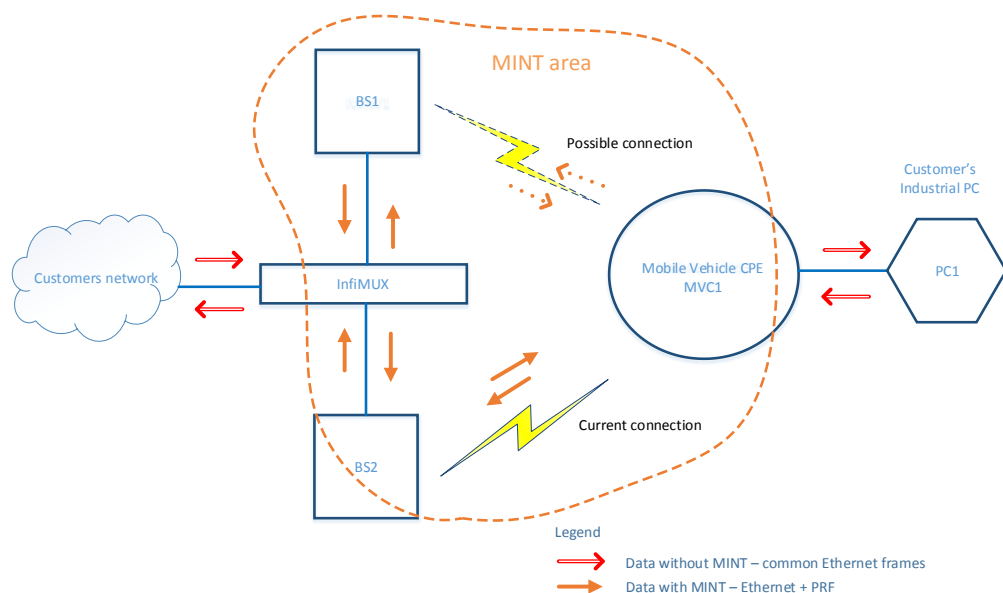 MINT area
BS1
Possible connection
Customer's
Industrial PC
Customers network
InfiMUX
Mobile Vehicle CPE
MVC1
PC1
Current connection
BS2
Legend
Data without MINT – common Ethernet frames
Data with MINT – Ethernet + PRF